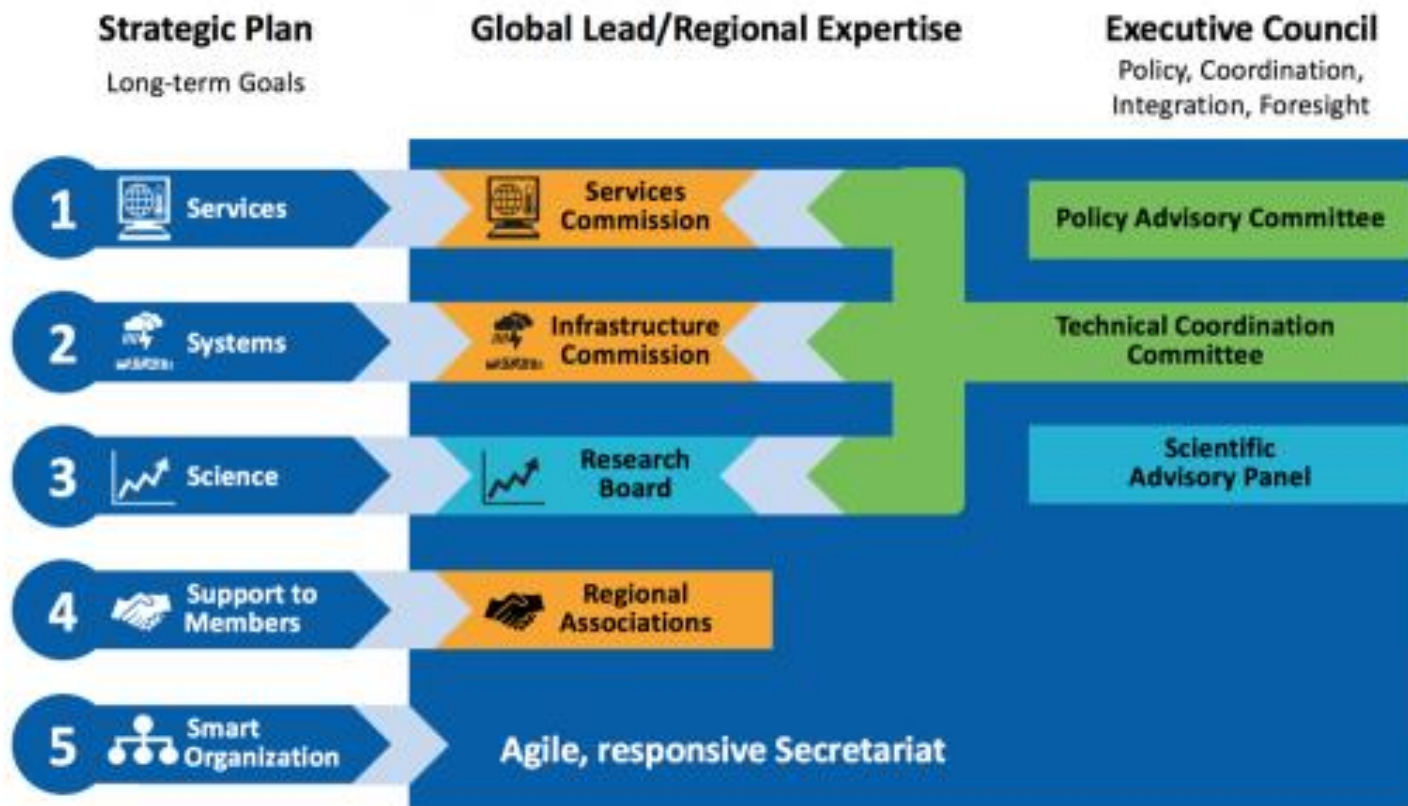 Strategic Plan
Long-term Goals
Global Lead/Regional Expertise
Executive Council
Policy, Coordination,
Integration, Foresight
1
Services
Services
Commission
Policy Advisory Committee
2
Systems
Infrastructure
Commission
Technical Coordination
Committee
3
Science
Research
Board
Scientific
Advisory Panel
4
Support to
Members
Regional
Associations
5
Smart
Organization
Agile, responsive Secretariat